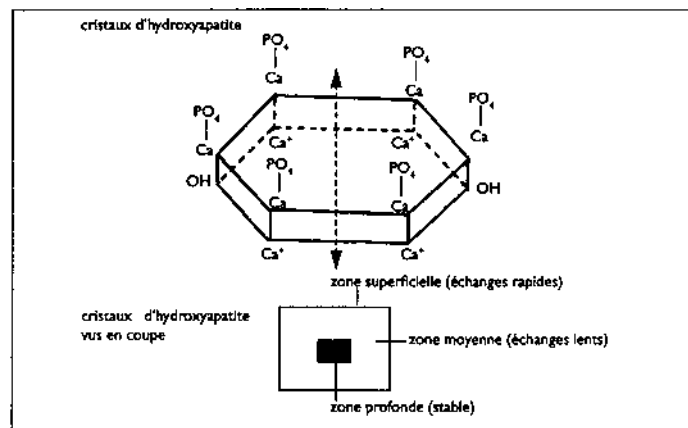 cristaux d'hydroxyapatite
PO4
PO4
PO4
PO4
Ca
Ca
Ca
Ca
Ca+
Ca+
PO4
PO4
OH
OH
Ca
Ca
Ca+
Ca+
zone superficielle (échanges rapides)
cristaux d'hydroxyapatite
vus en coupe
zone moyenne (échanges lents)
zone profonde (stable)